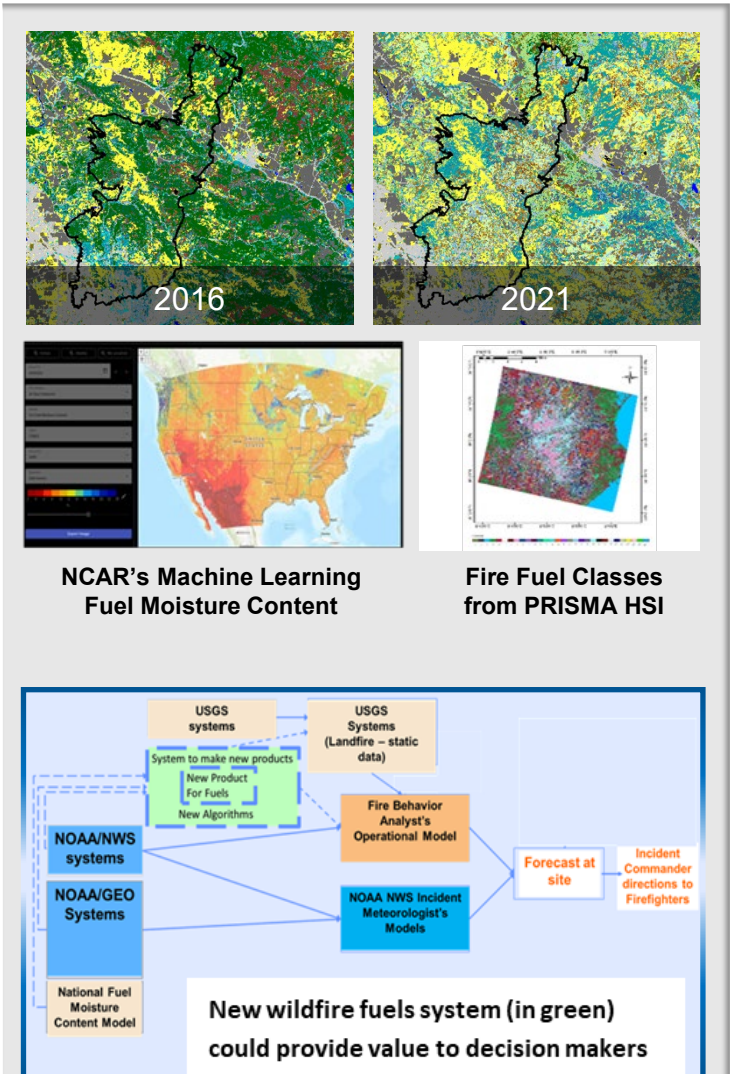 2016
2021
NCAR's Machine Learning
Fuel Moisture Content
Fire Fuel Classes
from PRISMA HSI
USGS
systems
USGS
Systems
(Landfire – static
data)
System to make new products
New Product
For Fuels
New Algorithms
Fire Behavior
Analyst's
Operational Model
NOAA/NWS
systems
NOAA/GEO
Systems
NOAA NWS Incident
Meteorologist's
Models
Forecast at
site
Incident
Commander
directions to
Firefighters
National Fuel
Moisture
Content Model
New wildfire fuels system (in green)
could provide value to decision makers